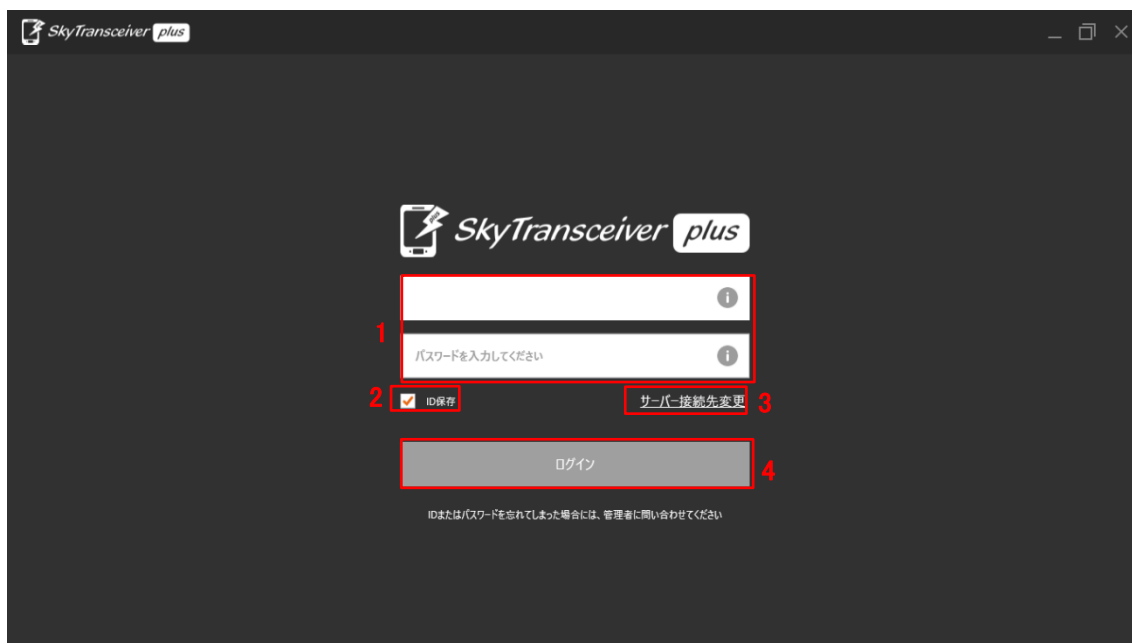 SkyTransceiver plus
SkyTransceiver plus
1
パスワードを入力してください
2 ID保存 サーバー接続先変更 3
ログイン 4
IDまたはパスワードを忘れてしまった場合には、管理者に問い合わせてください